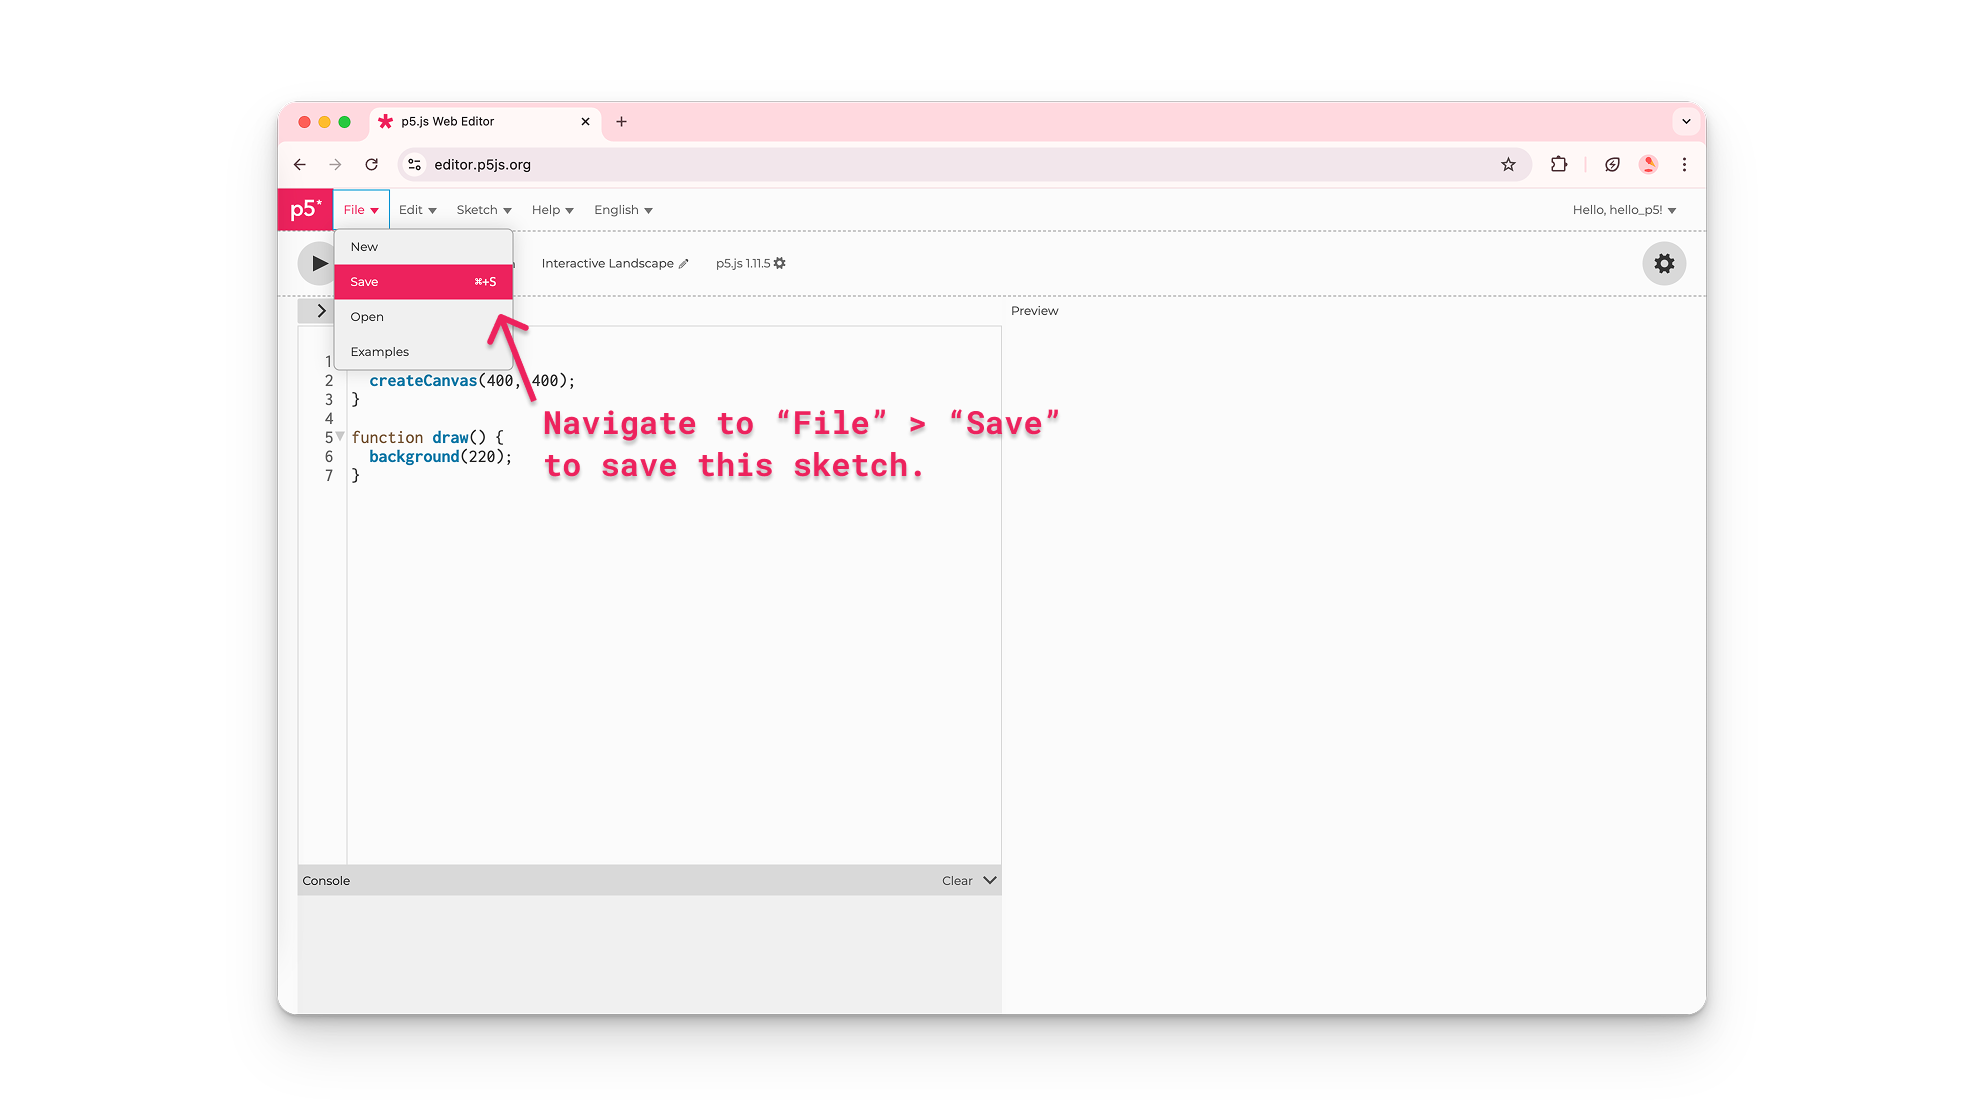 p5.js Web Editor
editor.p5js.org
p5* File Edit Sketch Help English Hello, hello_p5!
New
Save ⌘+S
Open
Examples
Interactive Landscape p5.js 1.11.5
Preview
1
2 createCanvas(400, 400);
3 }
4
5 function draw() {
6 background(220);
7 }
Navigate to “File” > “Save”
to save this sketch.
Console Clear